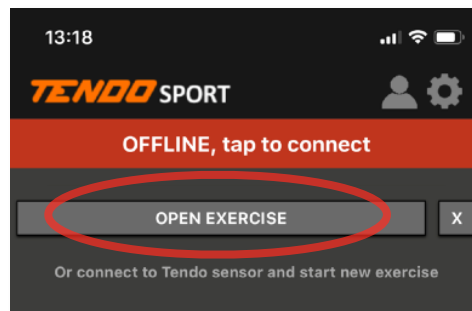 13:18
TENDO SPORT
OFFLINE, tap to connect
OPEN EXERCISE
X
Or connect to Tendo sensor and start new exercise